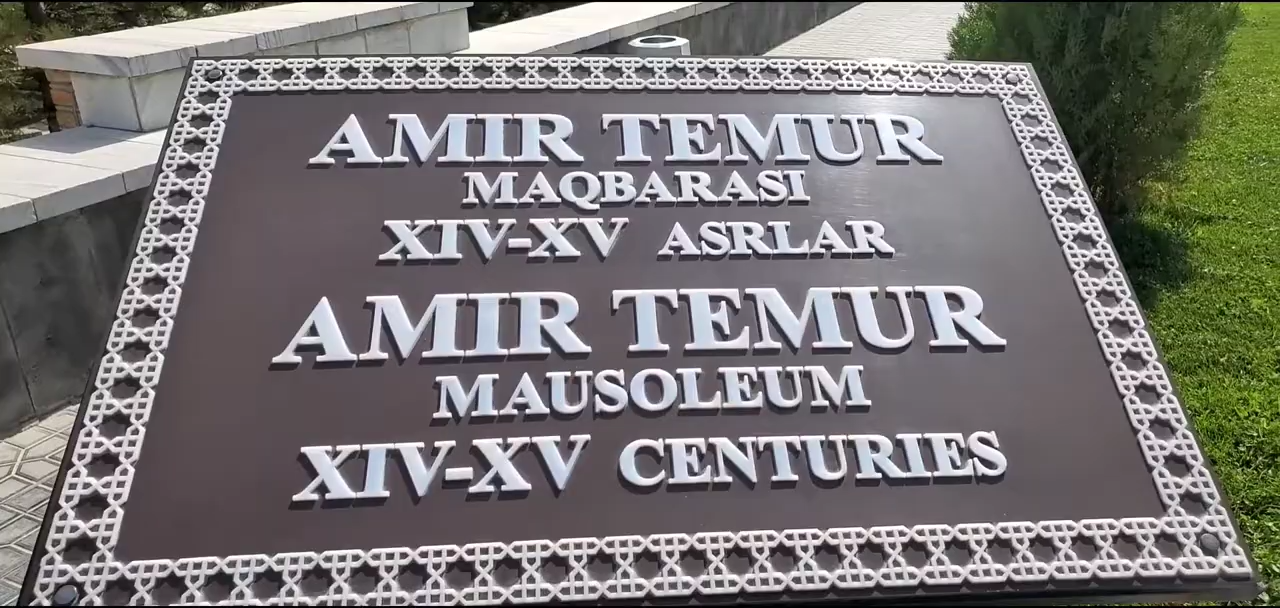 AMIR TEMUR
MAQBARASI
XIV-XV ASRLAR
AMIR TEMUR
MAUSOLEUM
XIV-XV CENTURIES